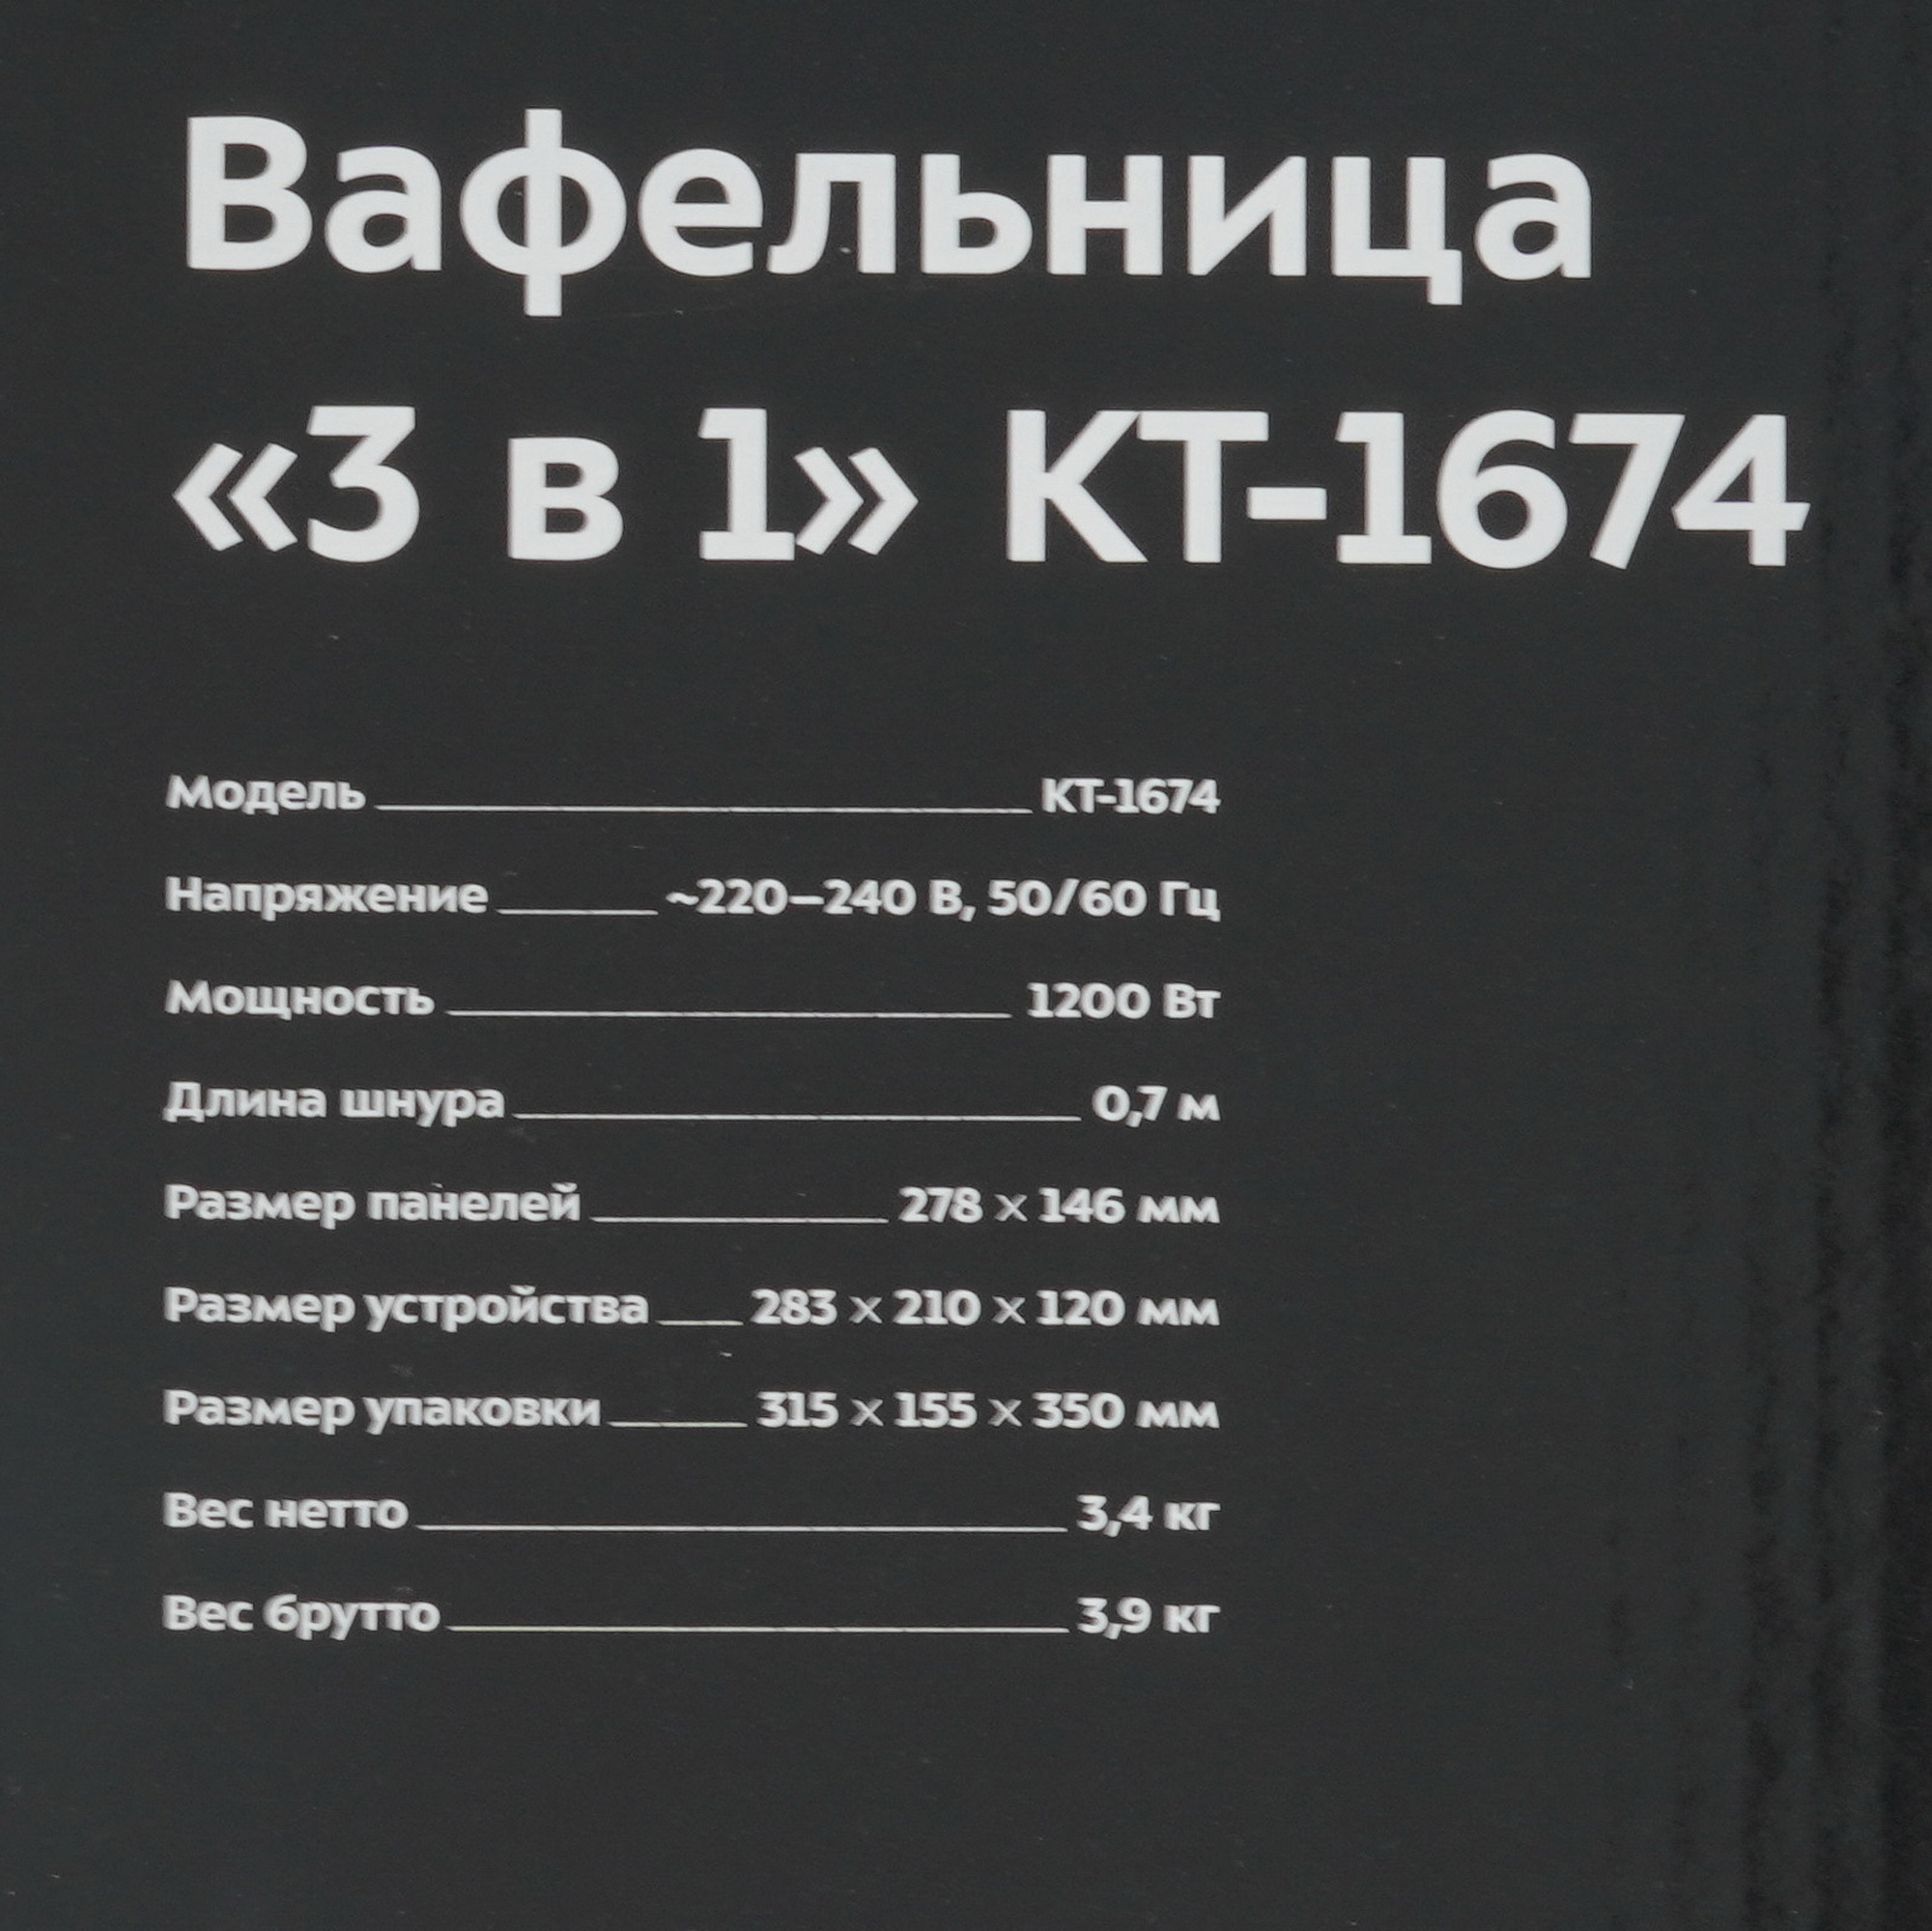 Вафельница
«3 в 1» КТ-1674
Модель КТ-1674
Напряжение ~220–240 В, 50/60 Гц
Мощность 1200 Вт
Длина шнура 0,7 м
Размер панелей 278 × 146 мм
Размер устройства 283 × 210 × 120 мм
Размер упаковки 315 × 155 × 350 мм
Вес нетто 3,4 кг
Вес брутто 3,9 кг